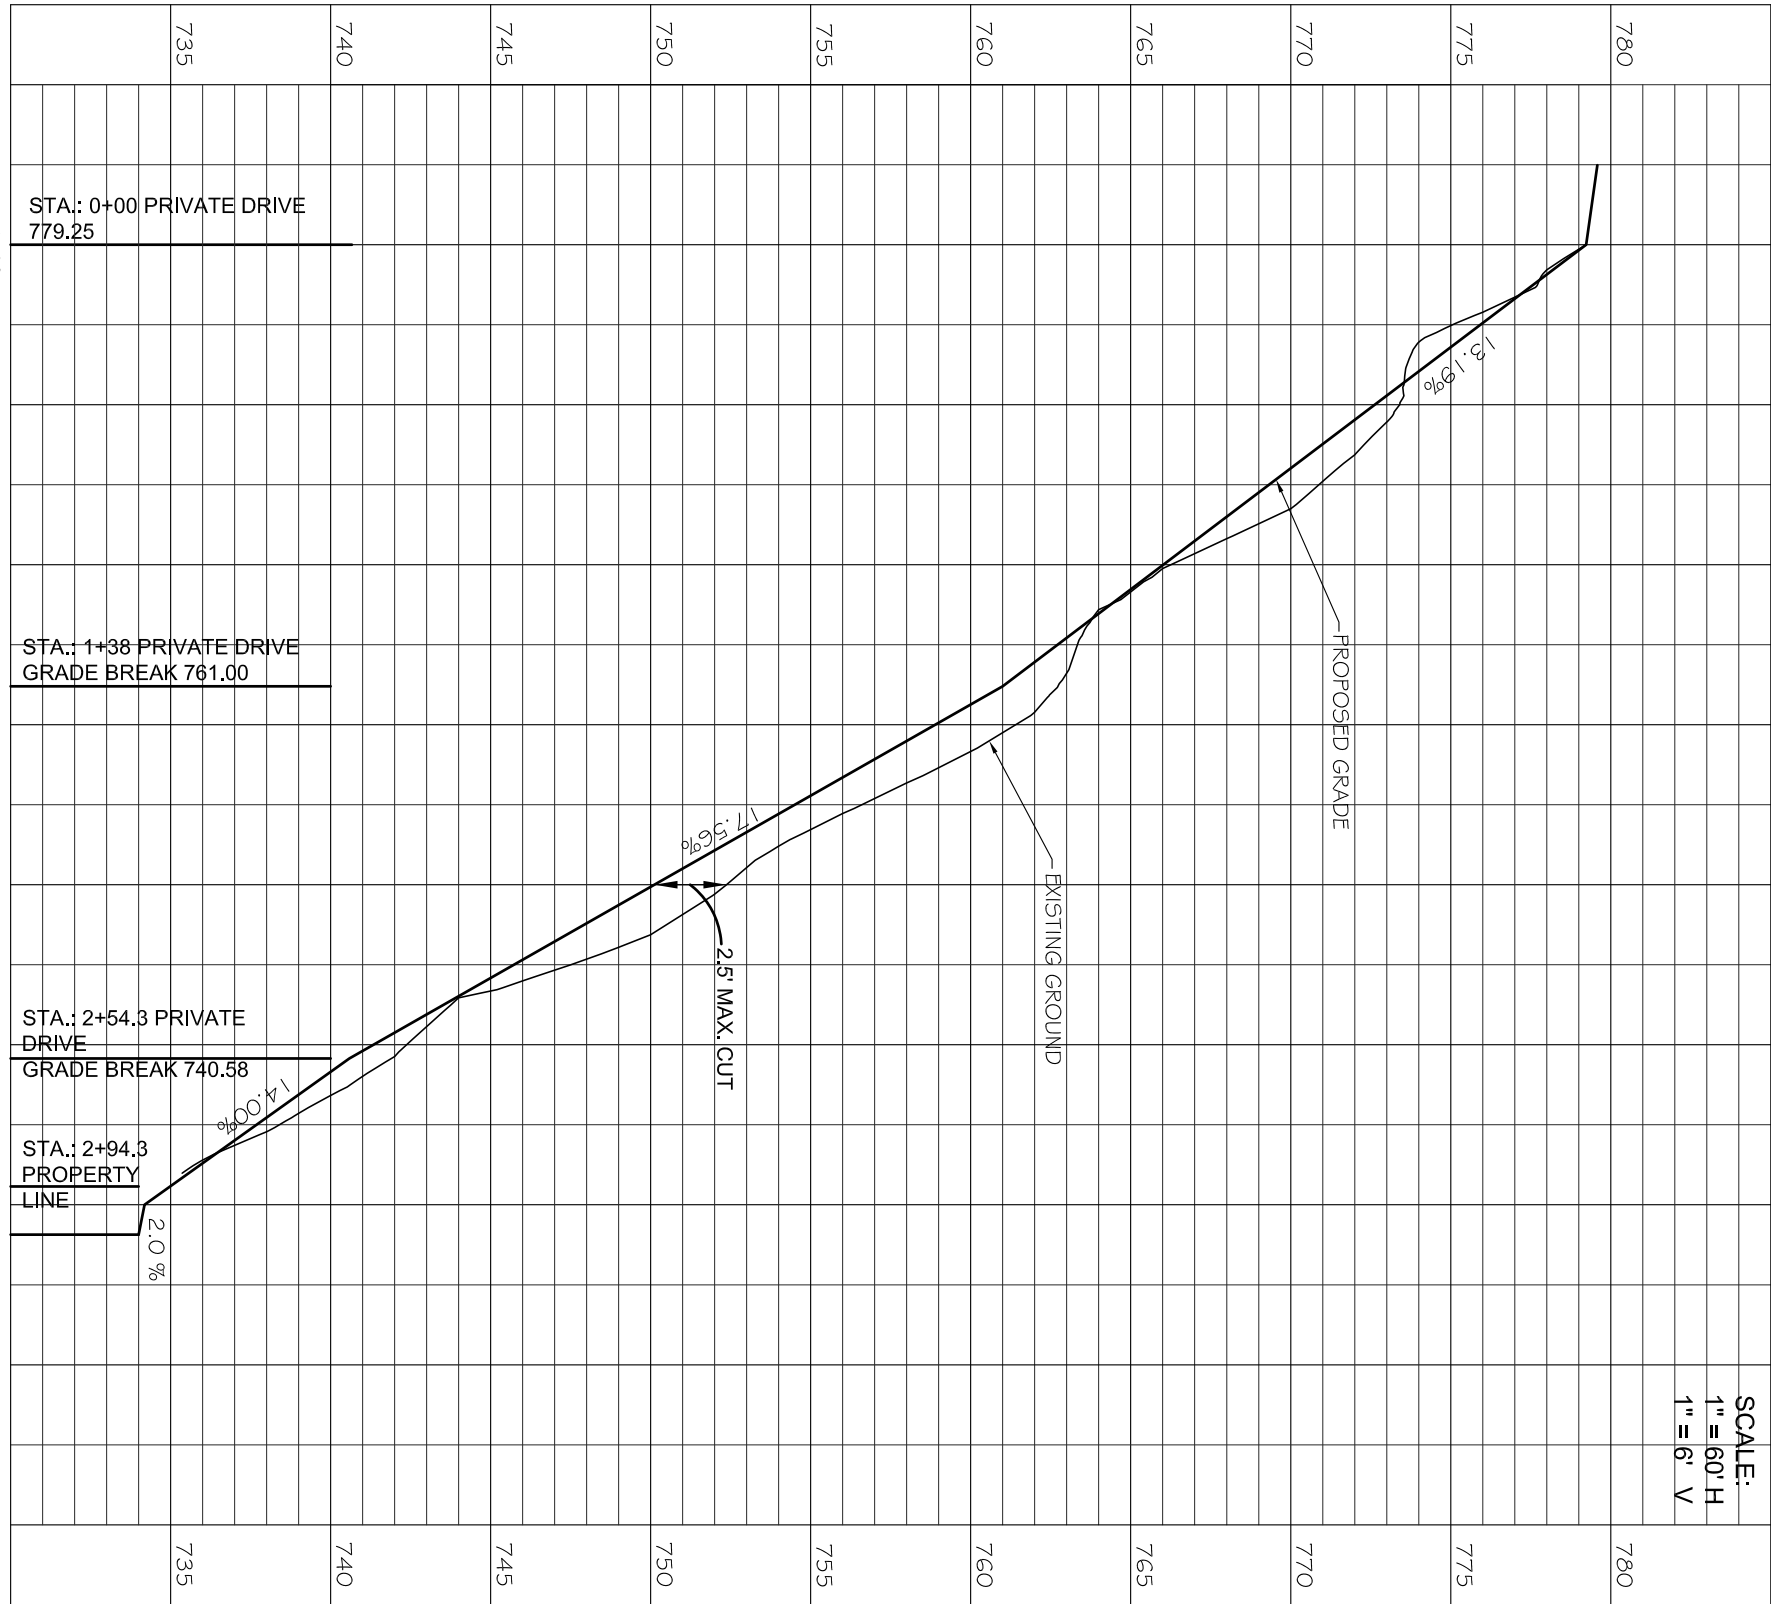 735
740
745
750
755
760
765
770
775
780
STA.: 0+00 PRIVATE DRIVE
779.25
13.19%
STA.: 1+38 PRIVATE DRIVE
GRADE BREAK 761.00
PROPOSED GRADE
17.56%
EXISTING GROUND
2.5' MAX. CUT
STA.: 2+54.3 PRIVATE
DRIVE
GRADE BREAK 740.58
14.00%
STA.: 2+94.3
PROPERTY
LINE
2.0 %
SCALE:
1" = 60' H
1" = 6' V
735
740
745
750
755
760
765
770
775
780